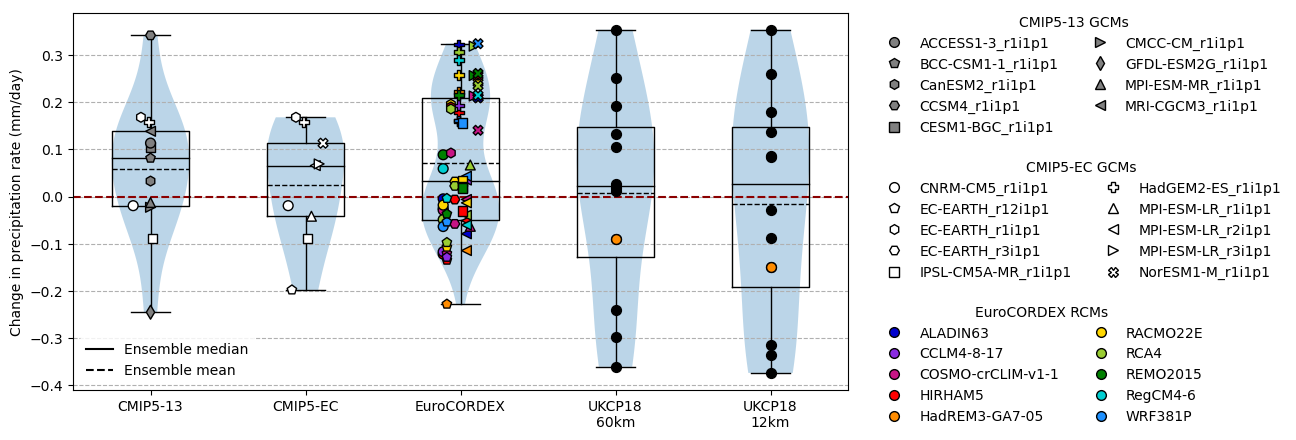 Change in precipitation rate (mm/day)
0.3
0.2
0.1
0.0
−0.1
−0.2
−0.3
−0.4
Ensemble median
Ensemble mean
CMIP5-13
CMIP5-EC
EuroCORDEX
UKCP18
60km
UKCP18
12km
CMIP5-13 GCMs
ACCESS1-3_r1i1p1
BCC-CSM1-1_r1i1p1
CanESM2_r1i1p1
CCSM4_r1i1p1
CESM1-BGC_r1i1p1
CMCC-CM_r1i1p1
GFDL-ESM2G_r1i1p1
MPI-ESM-MR_r1i1p1
MRI-CGCM3_r1i1p1
CMIP5-EC GCMs
CNRM-CM5_r1i1p1
EC-EARTH_r12i1p1
EC-EARTH_r1i1p1
EC-EARTH_r3i1p1
IPSL-CM5A-MR_r1i1p1
HadGEM2-ES_r1i1p1
MPI-ESM-LR_r1i1p1
MPI-ESM-LR_r2i1p1
MPI-ESM-LR_r3i1p1
NorESM1-M_r1i1p1
EuroCORDEX RCMs
ALADIN63
CCLM4-8-17
COSMO-crCLIM-v1-1
HIRHAM5
HadREM3-GA7-05
RACMO22E
RCA4
REMO2015
RegCM4-6
WRF381P